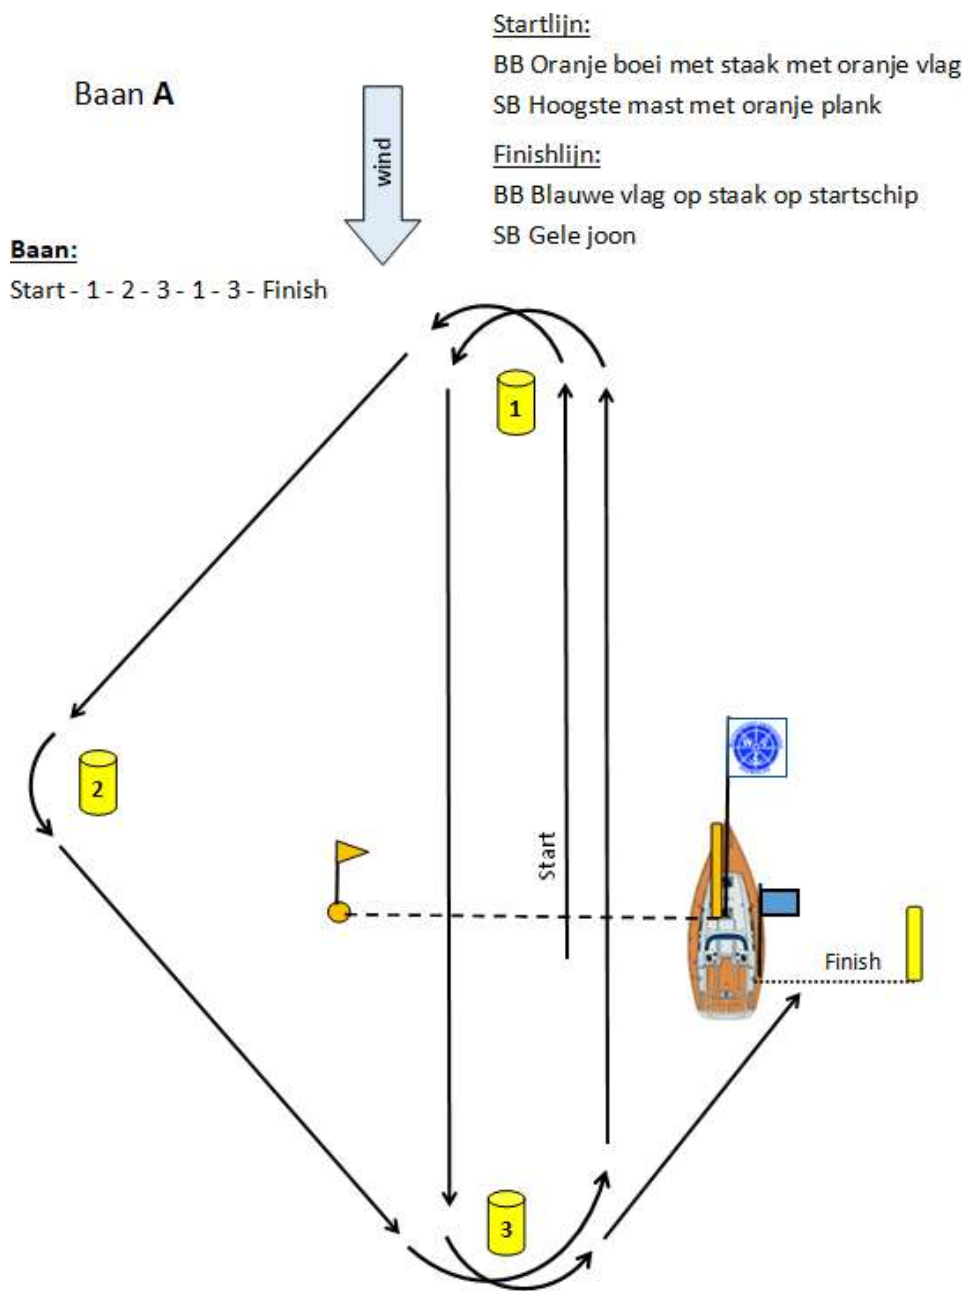 Startlijn:
BB Oranje boei met staak met oranje vlag
SB Hoogste mast met oranje plank
Baan A
wind
Finishlijn:
BB Blauwe vlag op staak op startschip
SB Gele joon
Baan:
Start - 1 - 2 - 3 - 1 - 3 - Finish
1
2
Start
Finish
3